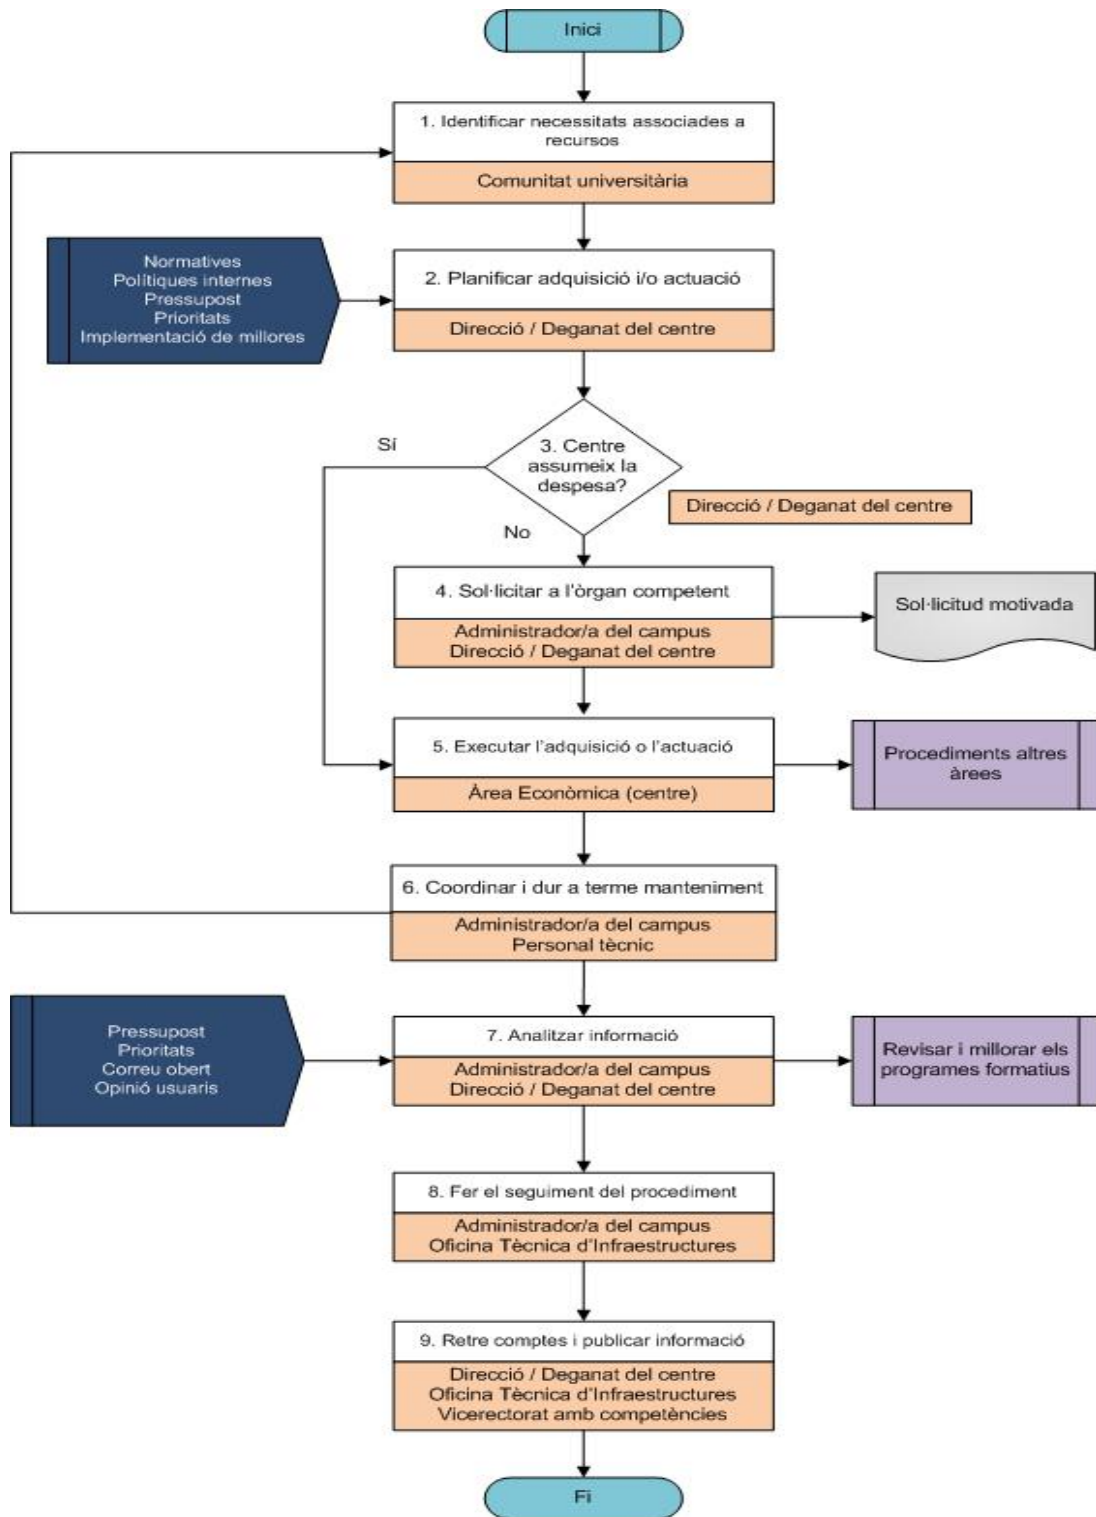 Inici
1. Identificar necessitats associades a
recursos
Comunitat universitària
Normatives
Polítiques internes
Pressupost
Prioritats
Implementació de millores
2. Planificar adquisició i/o actuació
Direcció / Deganat del centre
Sí
3. Centre
assumeix la
despesa?
Direcció / Deganat del centre
No
4. Sol·licitar a l'òrgan competent
Administrador/a del campus
Direcció / Deganat del centre
Sol·licitud motivada
5. Executar l'adquisició o l'actuació
Àrea Econòmica (centre)
Procediments altres
àrees
6. Coordinar i dur a terme manteniment
Administrador/a del campus
Personal tècnic
Pressupost
Prioritats
Correu obert
Opinió usuaris
7. Analitzar informació
Administrador/a del campus
Direcció / Deganat del centre
Revisar i millorar els
programes formatius
8. Fer el seguiment del procediment
Administrador/a del campus
Oficina Tècnica d'Infraestructures
9. Retre comptes i publicar informació
Direcció / Deganat del centre
Oficina Tècnica d'Infraestructures
Vicerectorat amb competències
Fi